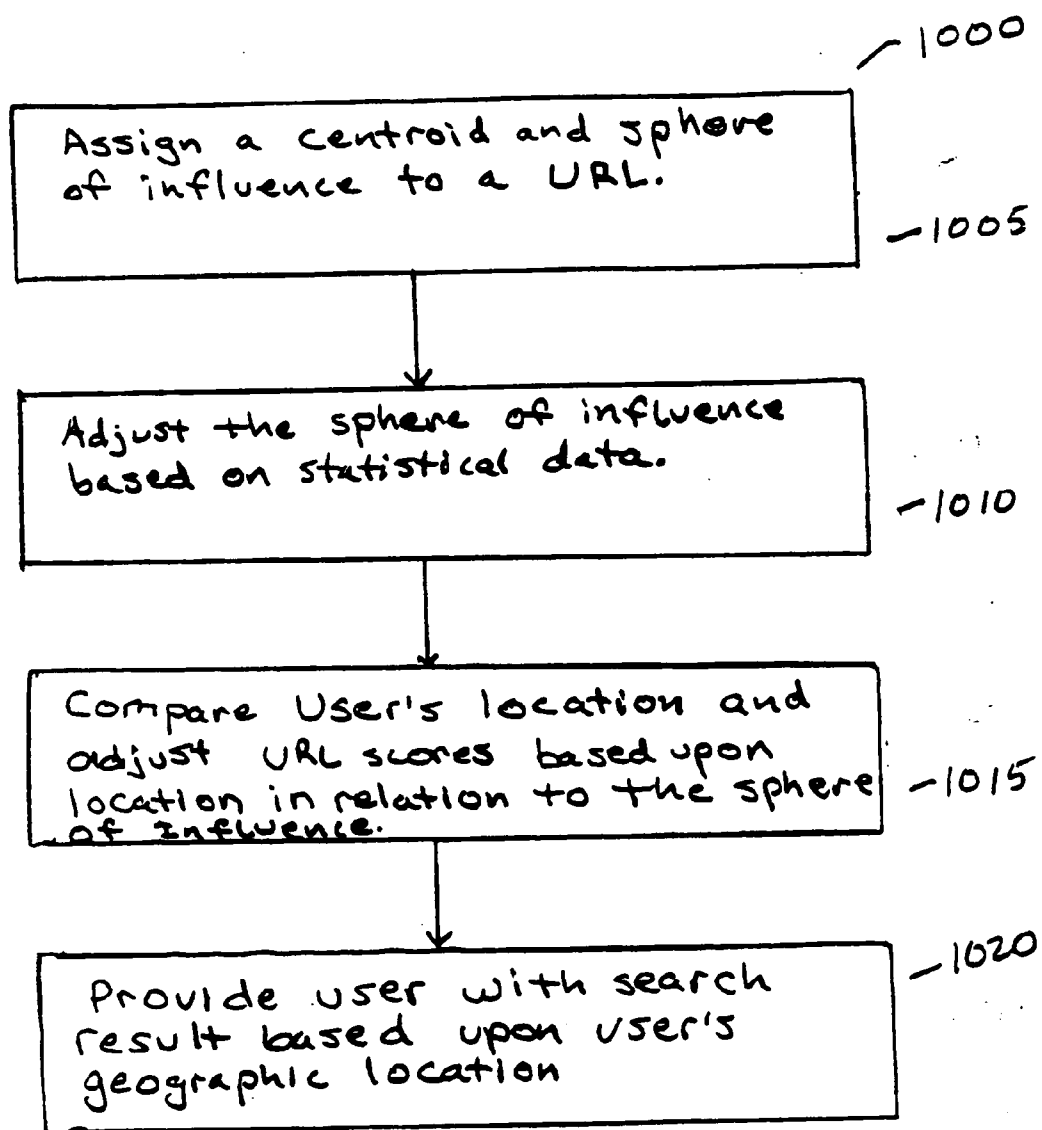 1000
Assign a centroid and sphere
of influence to a URL.
1005
Adjust the sphere of influence
based on statistical data.
1010
Compare User's location and
adjust URL scores based upon
location in relation to the sphere
of Influence.
1015
Provide user with search
result based upon user's
geographic location
1020